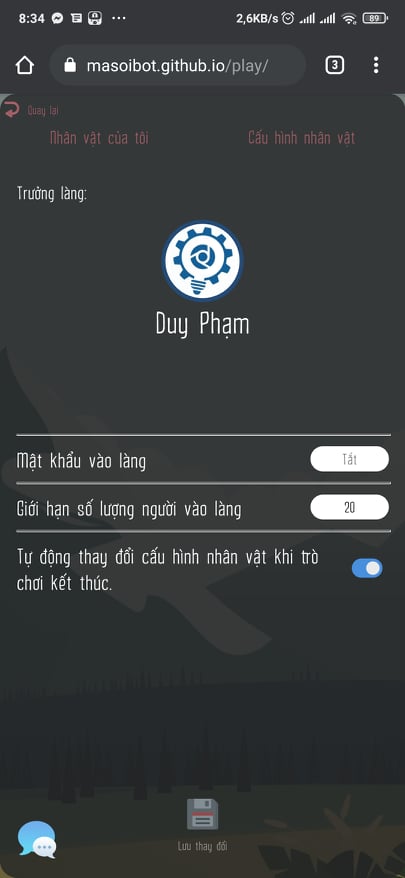 8:34
2,6KB/s
89
masoibot.github.io/play/
3
Quay lại
Nhân vật của tôi
Cấu hình nhân vật
Trưởng làng:
Duy Phạm
Mật khẩu vào làng
Tắt
Giới hạn số lượng người vào làng
20
Tự động thay đổi cấu hình nhân vật khi trò
chơi kết thúc.
Lưu thay đổi